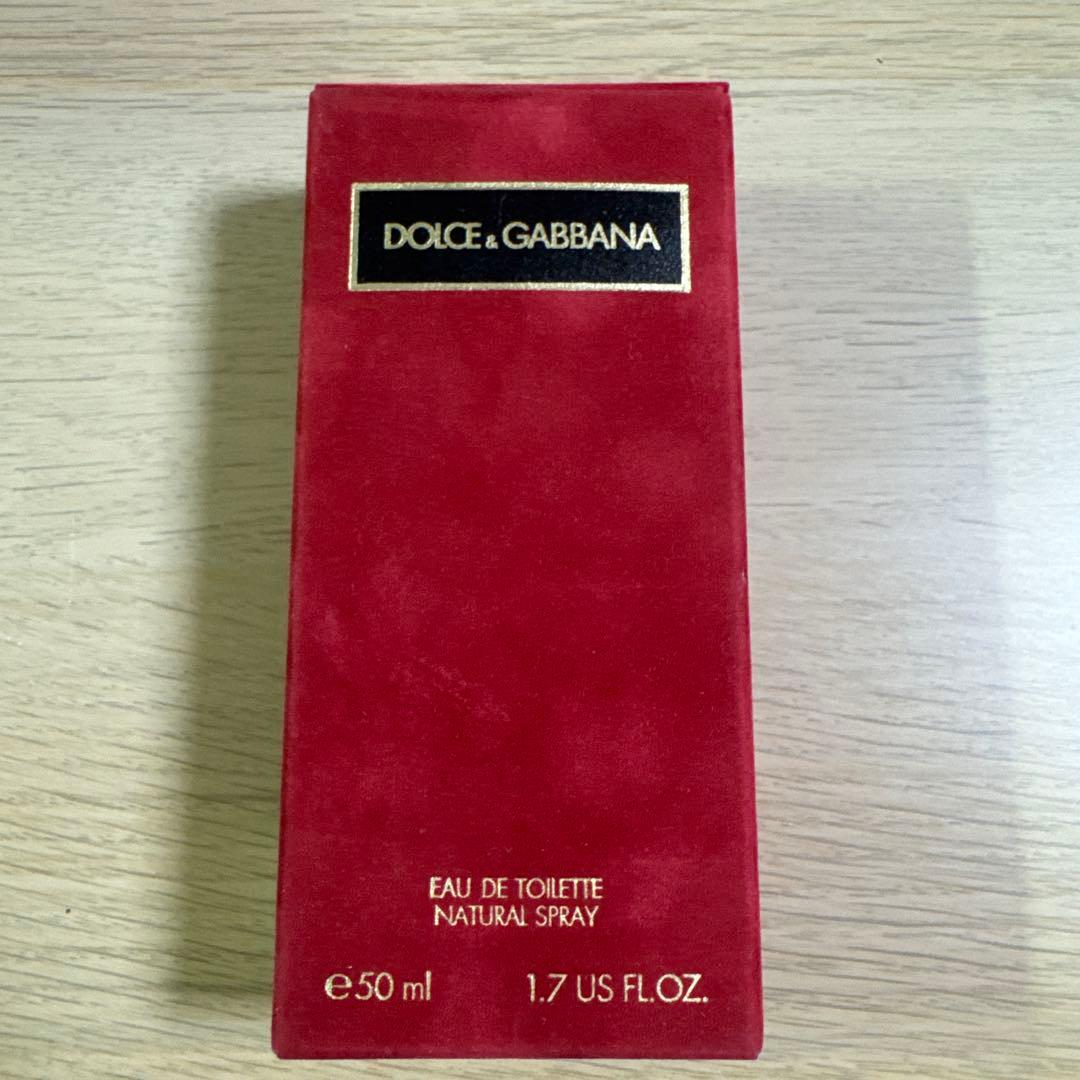 DOLCE & GABBANA
EAU DE TOILETTE
NATURAL SPRAY
℮50 ml 1.7 US FL.OZ.